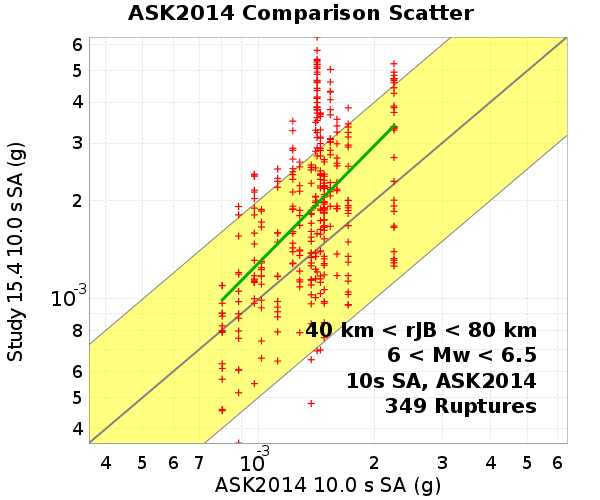 ASK2014 Comparison Scatter
Study 15.4 10.0 s SA (g)
6
5
4
3
2
10-3
8
6
5
4
40 km < rJB < 80 km
6 < Mw < 6.5
10s SA, ASK2014
349 Ruptures
4 5 6 7 10-3 2 3 4 5 6
ASK2014 10.0 s SA (g)